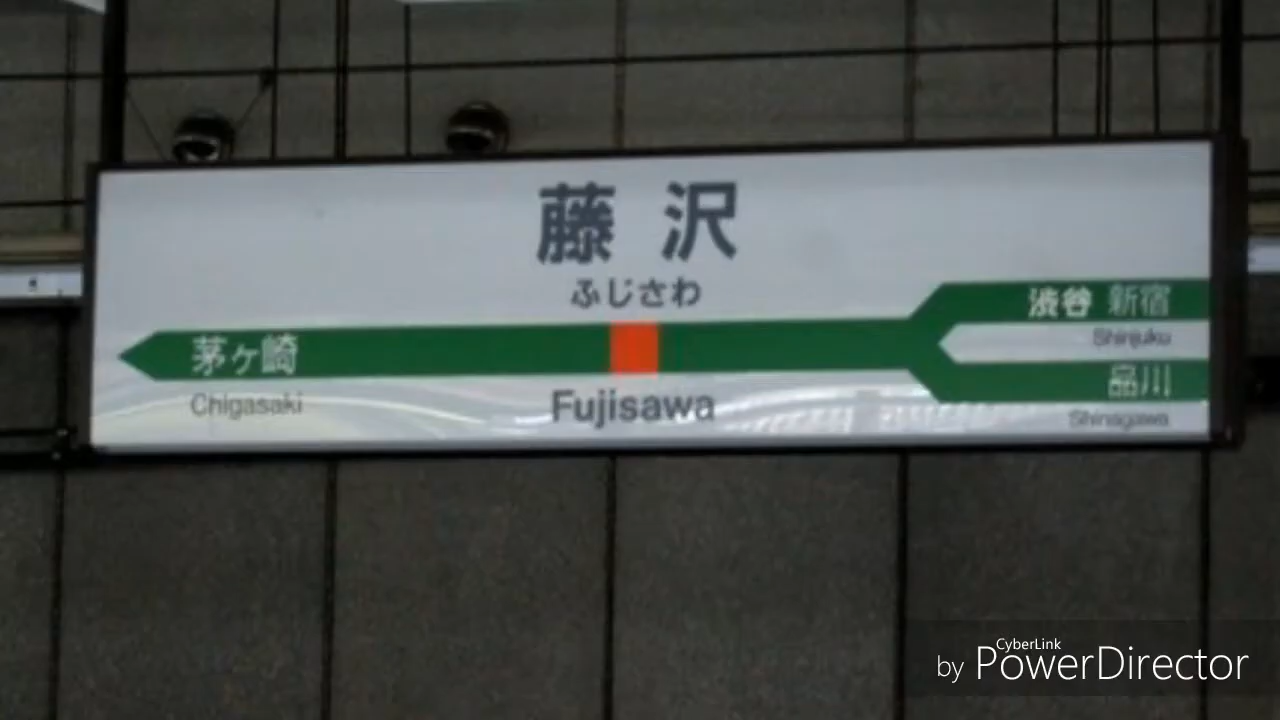 藤沢
ふじさわ
茅ヶ崎
Chigasaki
Fujisawa
渋谷 新宿
Shinjuku
品川
Shinagawa
CyberLink
by PowerDirector